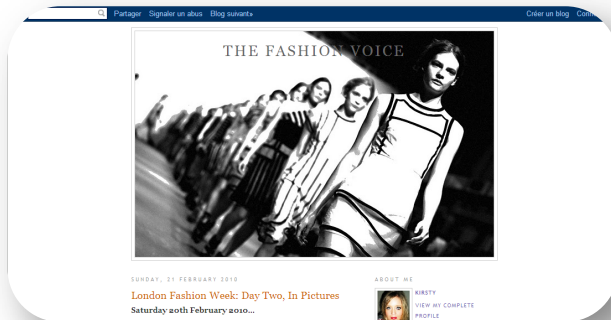 Partager Signaler un abus Blog suivant»
Créer un blog
THE FASHION VOICE
SUNDAY, 21 FEBRUARY 2010
ABOUT ME
London Fashion Week: Day Two, In Pictures
Saturday 20th February 2010...
KIRSTY
VIEW MY COMPLETE
PROFILE